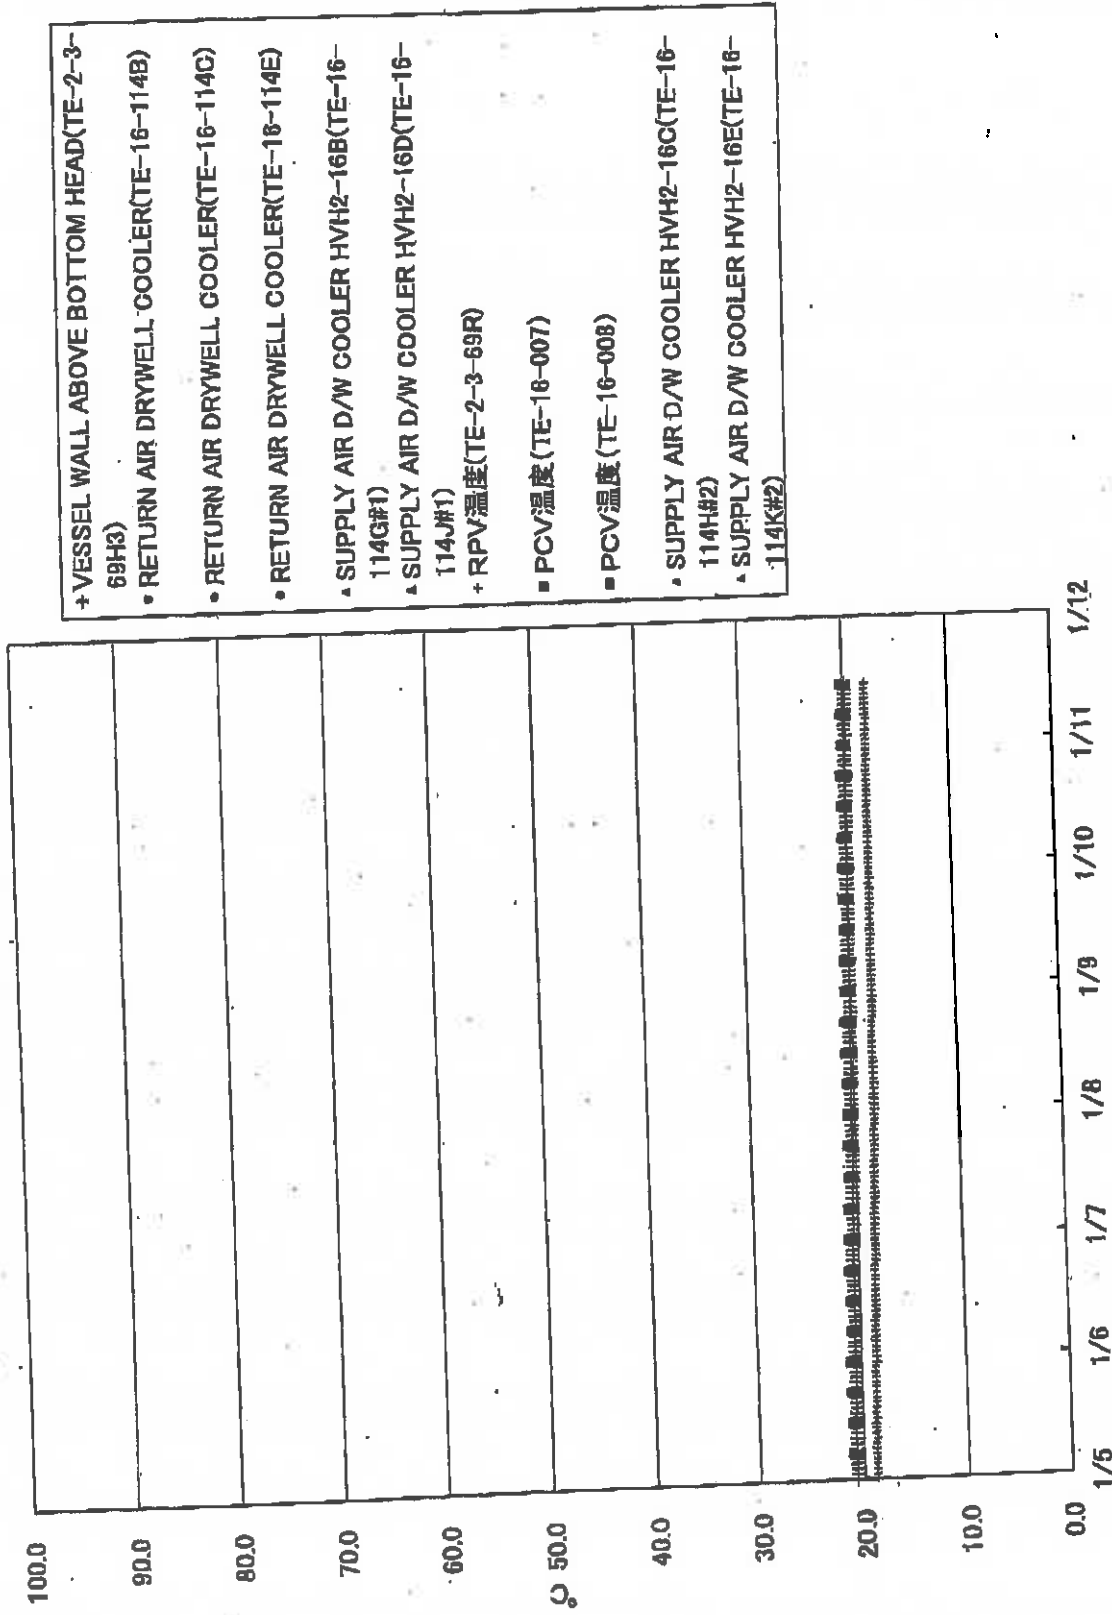 100.0
90.0
80.0
70.0
60.0
℃ 50.0
40.0
30.0
20.0
10.0
0.0
1/5 1/6 1/7 1/8 1/9 1/10 1/11 1/12
+ VESSEL WALL ABOVE BOTTOM HEAD(TE-2-3-
69H3)
• RETURN AIR DRYWELL COOLER(TE-16-114B)
• RETURN AIR DRYWELL COOLER(TE-16-114C)
• RETURN AIR DRYWELL COOLER(TE-16-114E)
▲ SUPPLY AIR D/W COOLER HVH2-16B(TE-16-
114G#1)
▲ SUPPLY AIR D/W COOLER HVH2-16D(TE-16-
114J#1)
+ RPV温度(TE-2-3-69R)
■ PCV温度(TE-16-007)
■ PCV温度(TE-16-008)
▲ SUPPLY AIR D/W COOLER HVH2-16C(TE-16-
114H#2)
▲ SUPPLY AIR D/W COOLER HVH2-16E(TE-16-
114K#2)